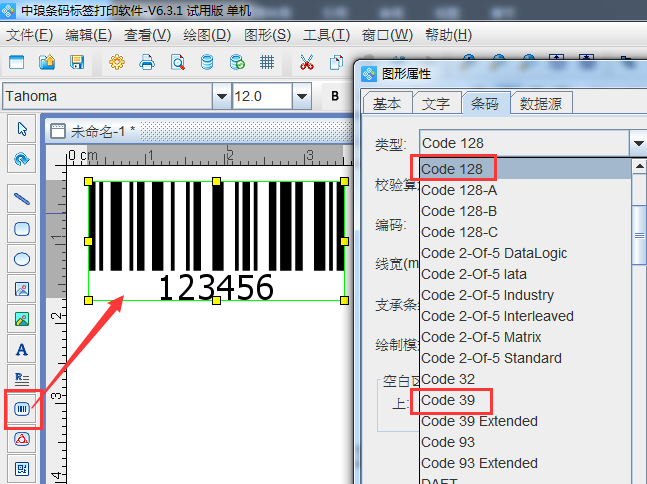 中琅条码标签打印软件-V6.3.1 试用版 单机
文件(F) 编辑(E) 查看(V) 绘图(D) 图形(S) 工具(T) 窗口(W) 帮助(H)
图形属性
Tahoma 12.0 B
基本 文字 条码 数据源
未命名-1 *
类型: Code 128
0 cm 1 2 3
Code 128
校验算
Code 128-A
Code 128-B
编码:
Code 128-C
1
Code 2-Of-5 DataLogic
线宽(m
Code 2-Of-5 Iata
123456
Code 2-Of-5 Industry
支承条
2
Code 2-Of-5 Interleaved
Code 2-Of-5 Matrix
绘制模
A
Code 2-Of-5 Standard
R
空白区
Code 32
3
上:
Code 39
Code 39 Extended
Code 93
4
Code 93 Extended
DAFT